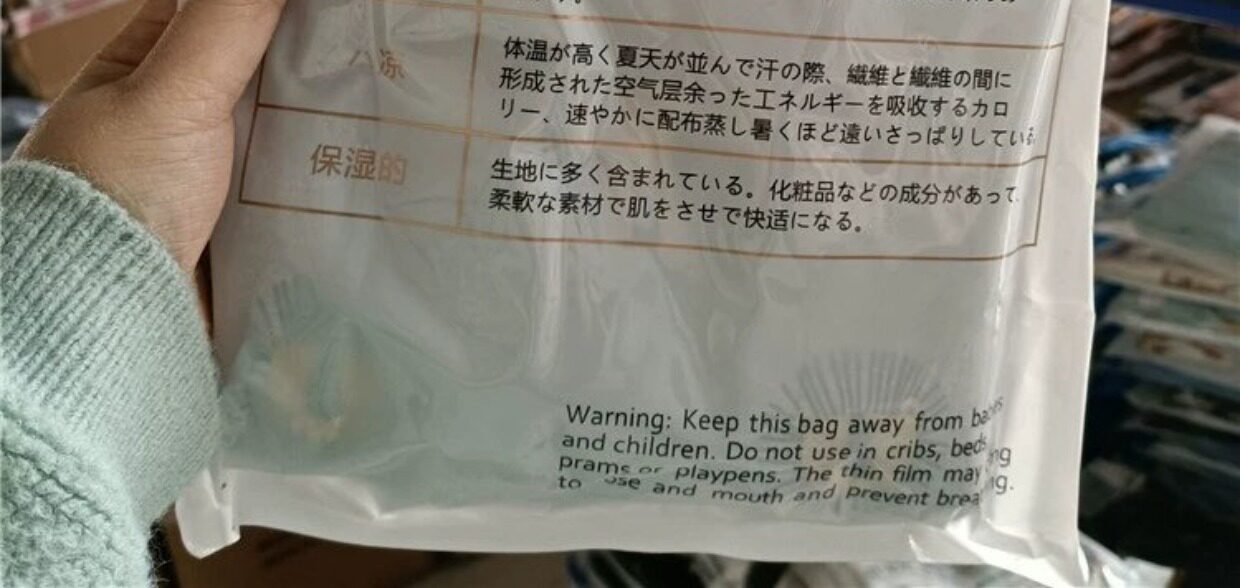 体温が高く夏天が並んで汗の際、繊維と繊維の間に
形成された空气层余った工ネルギーを吸收するカロ
リー、速やかに配布蒸し暑くほど遠いさっぱりしている
保湿的
生地に多く含まれている。化粧品などの成分があって
柔軟な素材で肌をさせで快适になる。
Warning: Keep this bag away from babies
and children. Do not use in cribs, beds,
prams or playpens. The thin film may
to nose and mouth and prevent